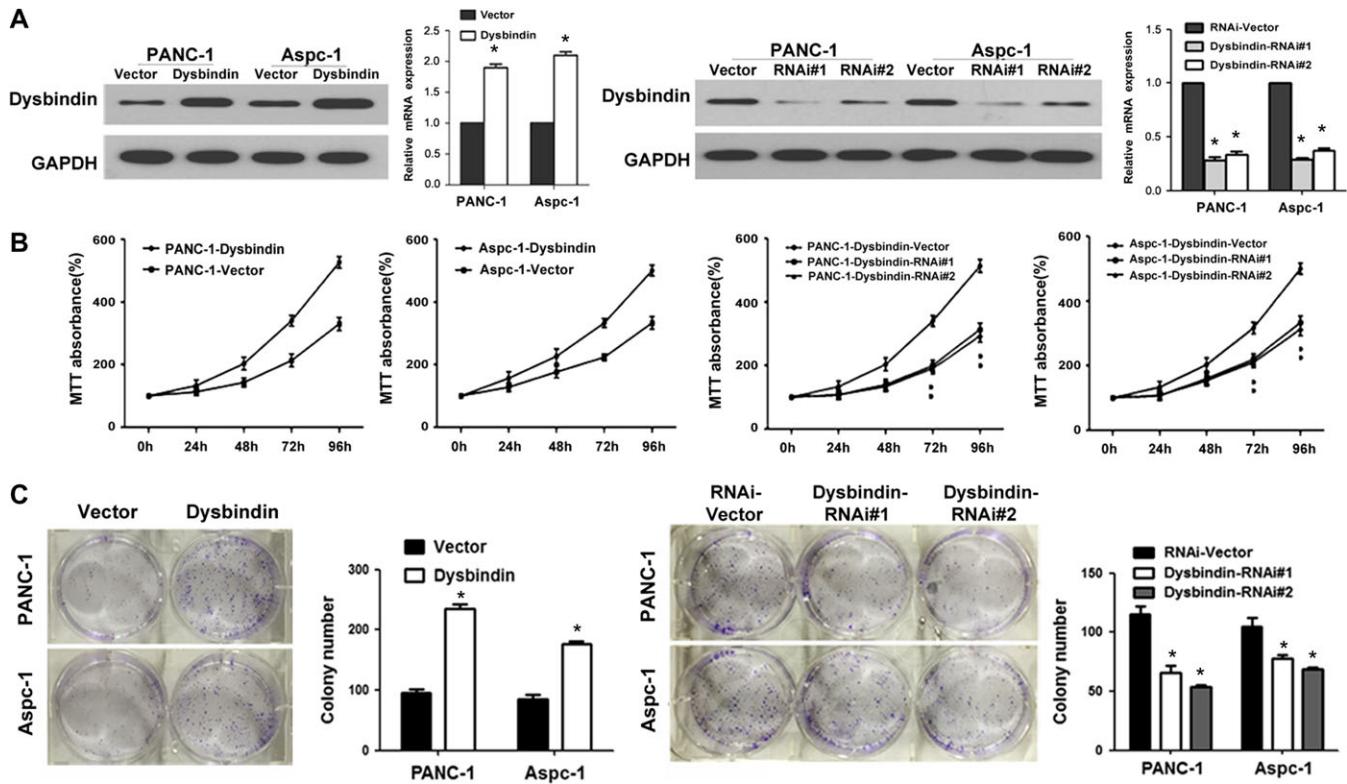 A
PANC-1 Aspc-1
Vector Dysbindin Vector Dysbindin
Dysbindin
GAPDH
Vector
Dysbindin
Relative mRNA expression
2.5
2.0
1.5
1.0
0.5
0.0
* *
PANC-1 Aspc-1
PANC-1 Aspc-1
Vector RNAi#1 RNAi#2 Vector RNAi#1 RNAi#2
Dysbindin
GAPDH
RNAi-Vector
Dysbindin-RNAi#1
Dysbindin-RNAi#2
Relative mRNA expression
1.5
1.0
0.5
0.0
* * * *
PANC-1 Aspc-1
B
MTT absorbance(%)
600
400
200
0
PANC-1-Dysbindin
PANC-1-Vector
0h 24h 48h 72h 96h
MTT absorbance(%)
600
400
200
0
Aspc-1-Dysbindin
Aspc-1-Vector
0h 24h 48h 72h 96h
MTT absorbance(%)
600
400
200
0
PANC-1-Dysbindin-Vector
PANC-1-Dysbindin-RNAi#1
PANC-1-Dysbindin-RNAi#2
0h 24h 48h 72h 96h
MTT absorbance(%)
600
400
200
0
Aspc-1-Dysbindin-Vector
Aspc-1-Dysbindin-RNAi#1
Aspc-1-Dysbindin-RNAi#2
0h 24h 48h 72h 96h
C
Vector Dysbindin
PANC-1
Aspc-1
Vector
Dysbindin
Colony number
300
200
100
0
* *
PANC-1 Aspc-1
RNAi-
Vector
Dysbindin-
RNAi#1
Dysbindin-
RNAi#2
PANC-1
Aspc-1
RNAi-Vector
Dysbindin-RNAi#1
Dysbindin-RNAi#2
Colony number
150
100
50
0
* * * *
PANC-1 Aspc-1